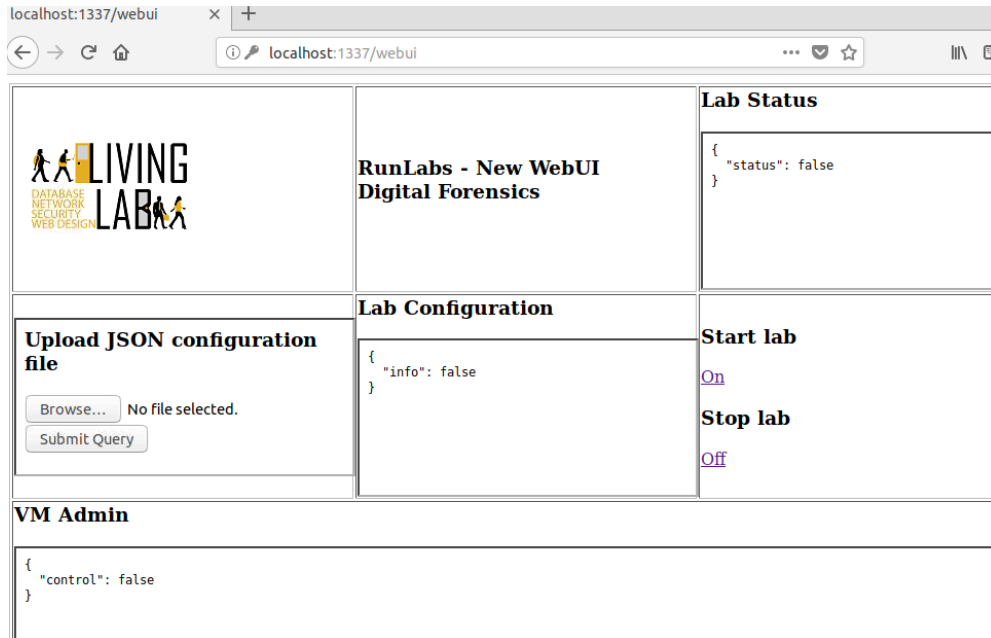 localhost:1337/webui × +
localhost:1337/webui
LIVING
LAB
DATABASE
NETWORK
SECURITY
WEB DESIGN
RunLabs - New WebUI
Digital Forensics
Lab Status
{
"status": false
}
Upload JSON configuration
file
Browse... No file selected.
Submit Query
Lab Configuration
{
"info": false
}
Start lab
On
Stop lab
Off
VM Admin
{
"control": false
}